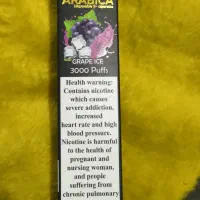 ARABICA
GRAPE ICE
3000 Puffs
Health warning:
Contains nicotine
which causes
severe addiction,
increased
heart rate and high
blood pressure.
Nicotine is harmful
to the health of
pregnant and
nursing woman,
and people
suffering from
chronic pulmonary